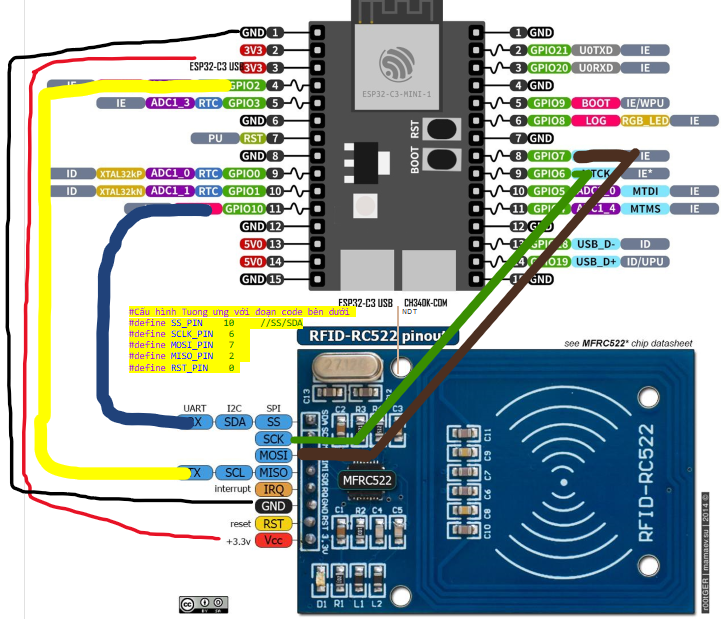 GND 1
3V3 2
ESP32-C3 USB
3V3 3
GPIO2 4
IE ADC1_3 RTC GPIO3 5
GND 6
PU RST 7
GND 8
ID XTAL32kP ADC1_0 RTC GPIO0 9
ID XTAL32kN ADC1_1 RTC GPIO1 10
GPIO10 11
GND 12
5V0 13
5V0 14
GND 15
ESP32-C3-MINI-1
RST
BOOT
1 GND
2 GPIO21 U0TXD IE
3 GPIO20 U0RXD IE
4 GND
5 GPIO9 BOOT IE/WPU
6 GPIO8 LOG RGB_LED IE
7 GND
8 GPIO7 IE
9 GPIO6 MTCK IE*
10 GPIO5 ADC2_0 MTDI IE
11 ADC1_4 MTMS IE
12 GND
13 USB_D- ID
14 GPIO19 USB_D+ ID/UPU
GND
ESP32-C3 USB CH340K-COM
NDT
#Cấu hình Tương ưng với đoạn code bên dưới
#define SS_PIN 10 //SS/SDA
#define SCLK_PIN 6
#define MOSI_PIN 7
#define MISO_PIN 2
#define RST_PIN 0
RFID-RC522 pinout
see MFRC522* chip datasheet
UART I2C SPI
RX SDA SS
SCK
MOSI
TX SCL MISO
interrupt IRQ
GND
reset RST
+3.3v Vcc
27.120
C13
C12
C2 R3 C3
MFRC522
C1 R2 C4 C5
D1 R1 L1 L2
C11
C9
C7
C6
C8
C10
RFID-RC522
r00tGER | mamaev.su | 2014 ©
cc
BY SA